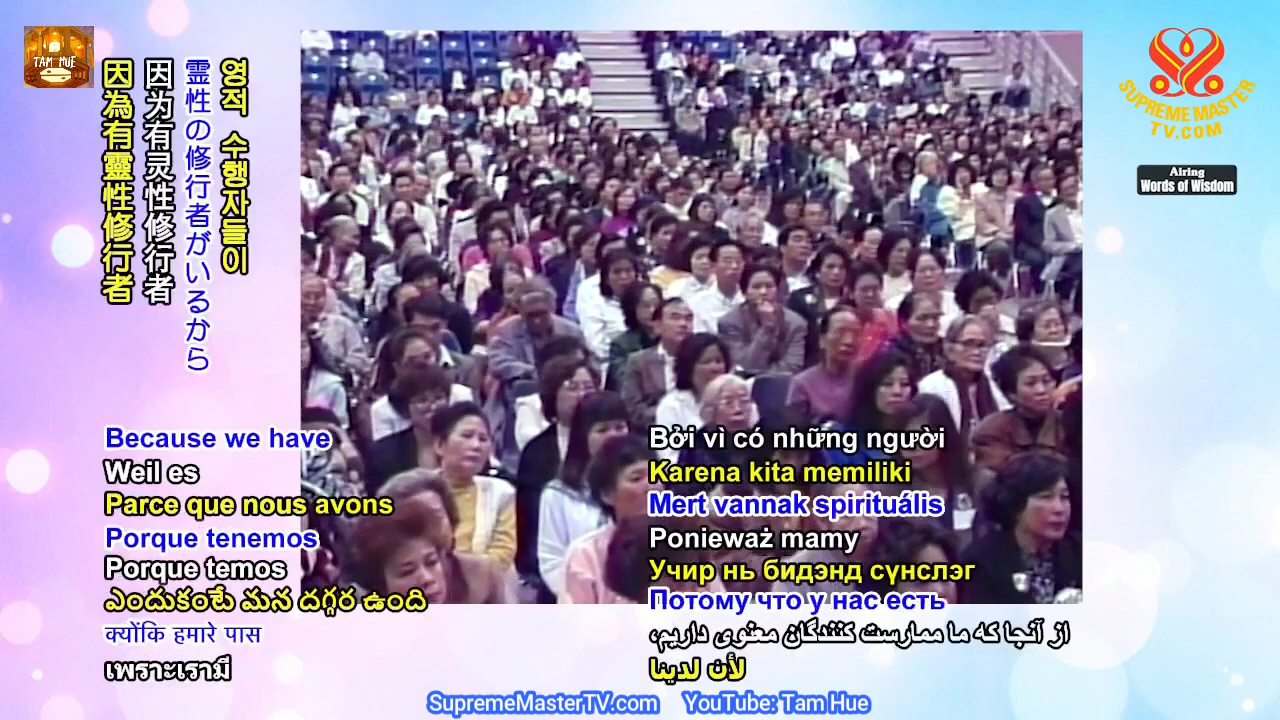 TAM HUE
因為有靈性修行者
因为有灵性修行者
霊性の修行者がいるから
영적 수행자들이
SUPREME MASTER
TV.COM
Airing
Words of Wisdom
Because we have
Weil es
Parce que nous avons
Porque tenemos
Porque temos
ఎందుకంటే మన దగ్గర ఉంది
क्योंकि हमारे पास
เพราะเรามี
Bởi vì có những người
Karena kita memiliki
Mert vannak spirituális
Ponieważ mamy
Учир нь бидэнд сүнслэг
Потому что у нас есть
از آنجا که ما ممارست کنندگان معنوی داریم،
لأن لدينا
SupremeMasterTV.com YouTube: Tam Hue